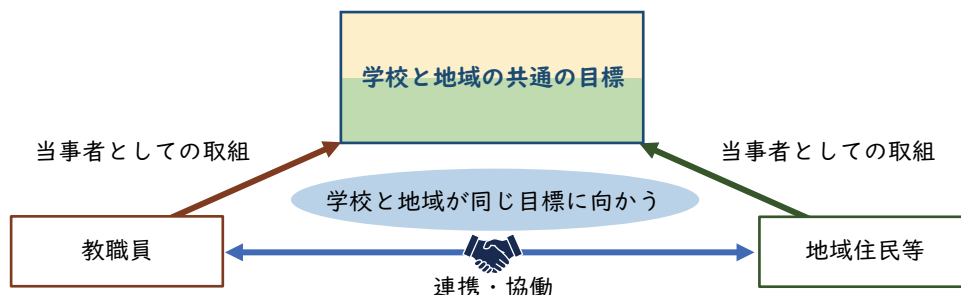 学校と地域の共通の目標
当事者としての取組
当事者としての取組
学校と地域が同じ目標に向かう
教職員
地域住民等
連携・協働